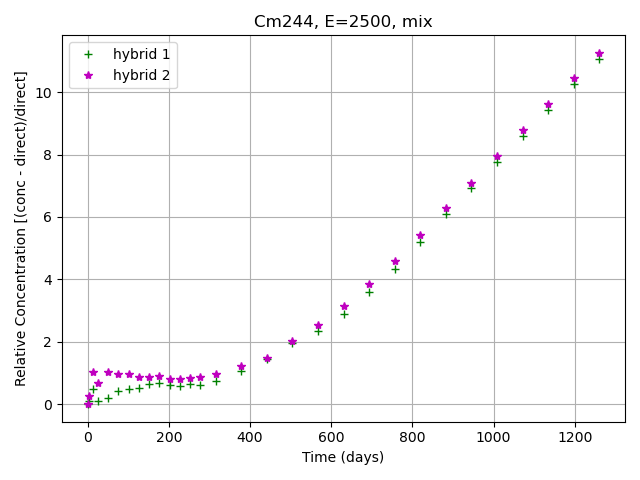 Cm244, E=2500, mix
hybrid 1
hybrid 2
Relative Concentration [(conc - direct)/direct]
10
8
6
4
2
0
0 200 400 600 800 1000 1200
Time (days)